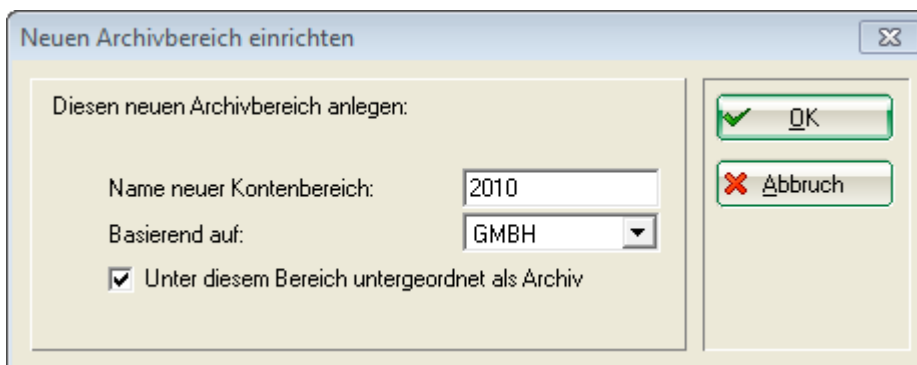 Neuen Archivbereich einrichten
Diesen neuen Archivbereich anlegen:
OK
Name neuer Kontenbereich: 2010
Abbruch
Basierend auf: GMBH
Unter diesem Bereich untergeordnet als Archiv